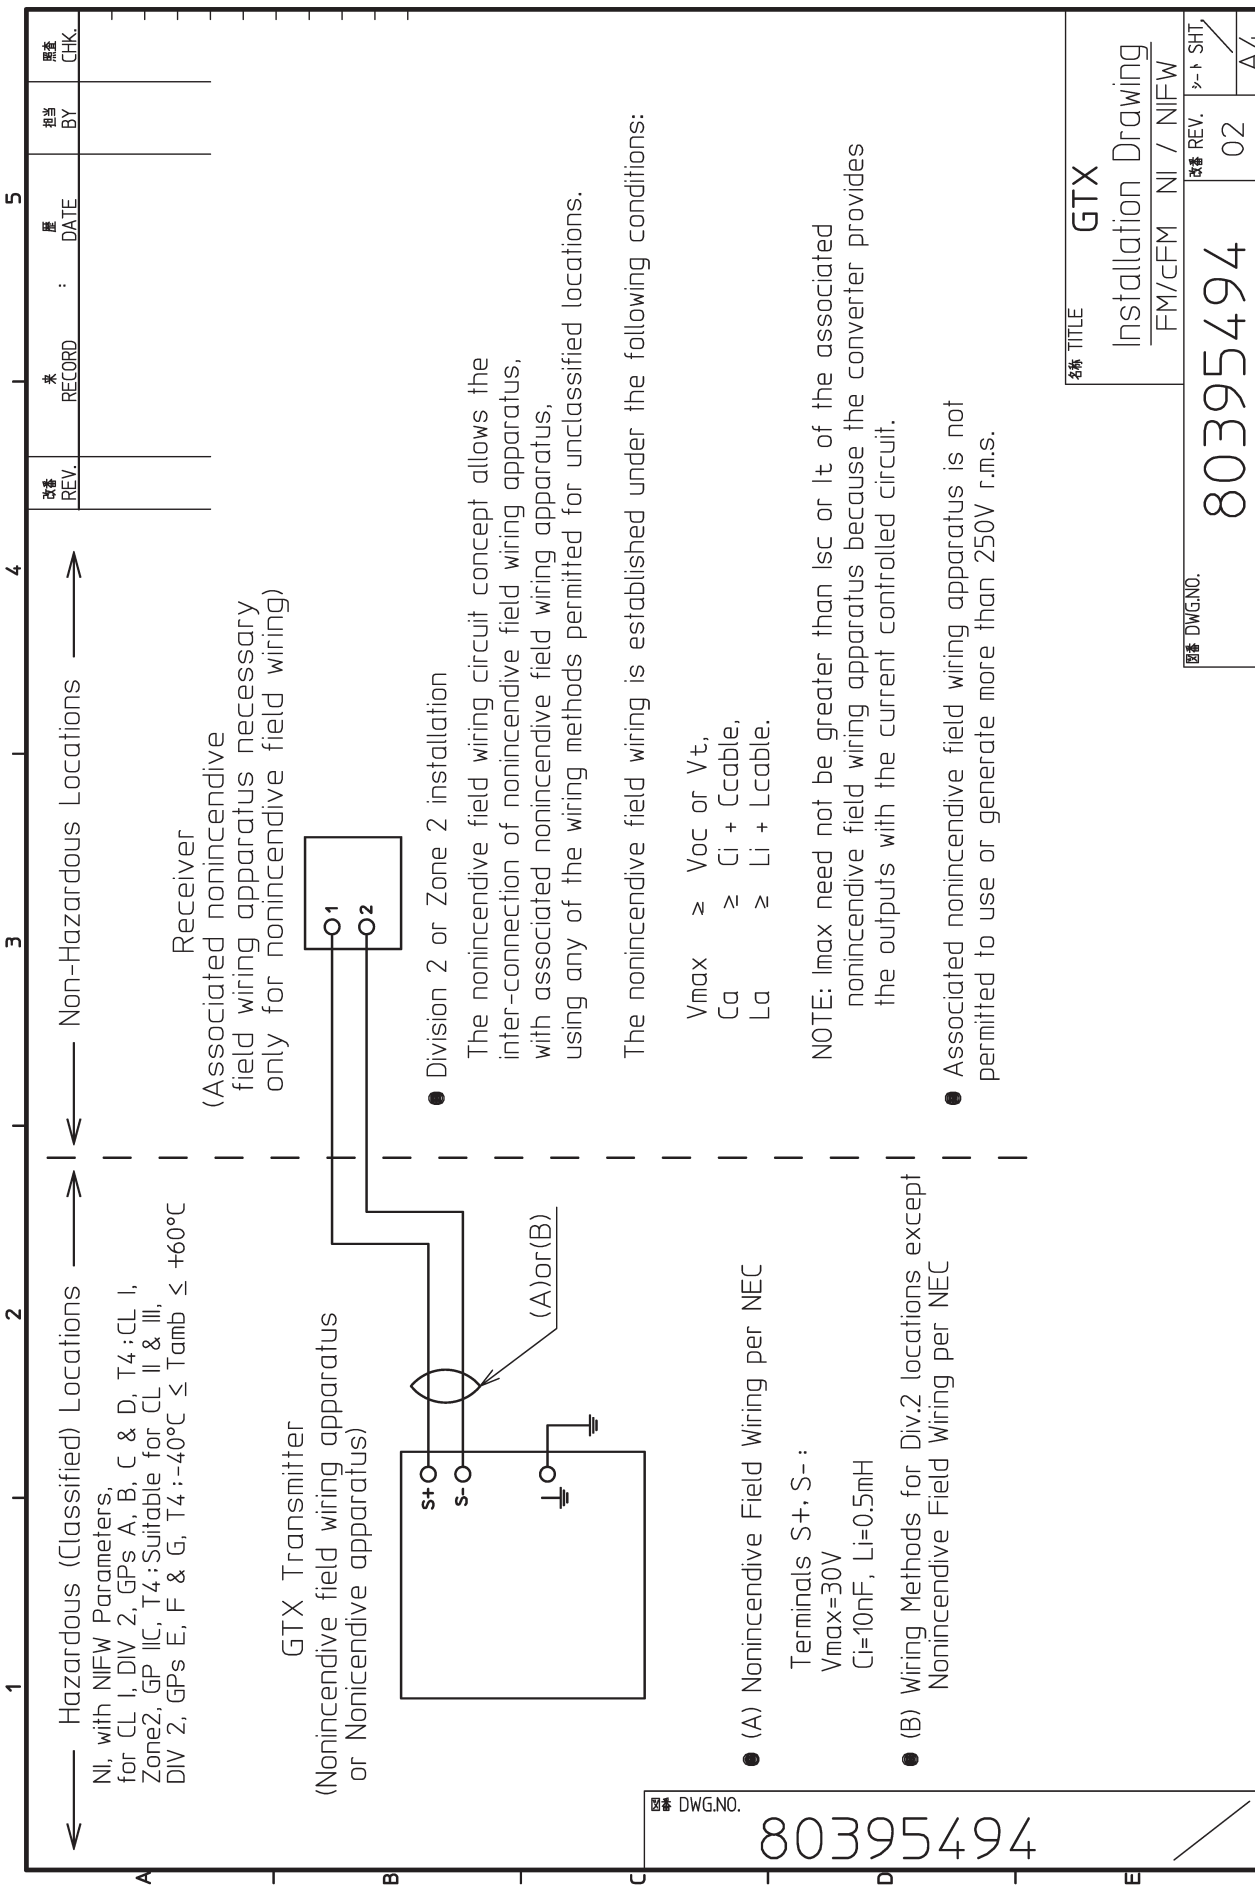 1
2
3
4
5
A
B
C
D
E
改番 REV.
来 RECORD : 歴 DATE
担当 BY
照査 CHK.
Hazardous (Classified) Locations
Non-Hazardous Locations
NI, with NIFW Parameters,
for CL I, DIV 2, GPs A, B, C & D, T4;CL I,
Zone2, GP IIC, T4;Suitable for CL II & III,
DIV 2, GPs E, F & G, T4;-40°C ≤ Tamb ≤ +60°C
GTX Transmitter
(Nonincendive field wiring apparatus
or Nonicendive apparatus)
S+
S-
(A)or(B)
Receiver
(Associated nonincendive
field wiring apparatus necessary
only for nonincendive field wiring)
1
2
● (A) Nonincendive Field Wiring per NEC
Terminals S+, S-;
Vmax=30V
Ci=10nF, Li=0.5mH
● (B) Wiring Methods for Div.2 locations except
Nonincendive Field Wiring per NEC
● Division 2 or Zone 2 installation
The nonincendive field wiring circuit concept allows the
inter-connection of nonincendive field wiring apparatus,
with associated nonincendive field wiring apparatus,
using any of the wiring methods permitted for unclassified locations.
The nonincendive field wiring is established under the following conditions:
Vmax ≥ Voc or Vt,
Ca ≥ Ci + Ccable,
La ≥ Li + Lcable.
NOTE: Imax need not be greater than Isc or It of the associated
nonincendive field wiring apparatus because the converter provides
the outputs with the current controlled circuit.
● Associated nonincendive field wiring apparatus is not
permitted to use or generate more than 250V r.m.s.
図番 DWG.NO.
80395494
名称 TITLE
GTX
Installation Drawing
FM/cFM NI / NIFW
図番 DWG.NO.
80395494
改番 REV.
02
シート SHT.
A4